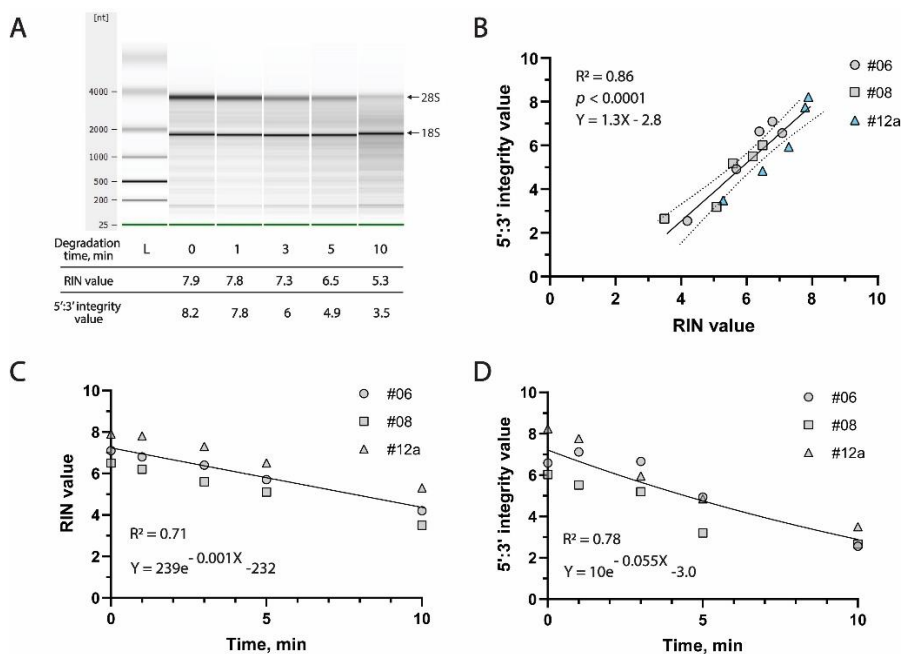 A
[nt]
4000
2000
1000
500
200
25
28S
18S
Degradation time, min L 0 1 3 5 10
RIN value 7.9 7.8 7.3 6.5 5.3
5':3' integrity value 8.2 7.8 6 4.9 3.5
B
R² = 0.86
p < 0.0001
Y = 1.3X - 2.8
#06
#08
#12a
5':3' integrity value
10
8
6
4
2
0
0 2 4 6 8 10
RIN value
C
#06
#08
#12a
RIN value
10
8
6
4
2
0
R² = 0.71
Y = 239e - 0.001X -232
0 5 10
Time, min
D
#06
#08
#12a
5':3' integrity value
10
8
6
4
2
0
R² = 0.78
Y = 10e - 0.055X -3.0
0 5 10
Time, min